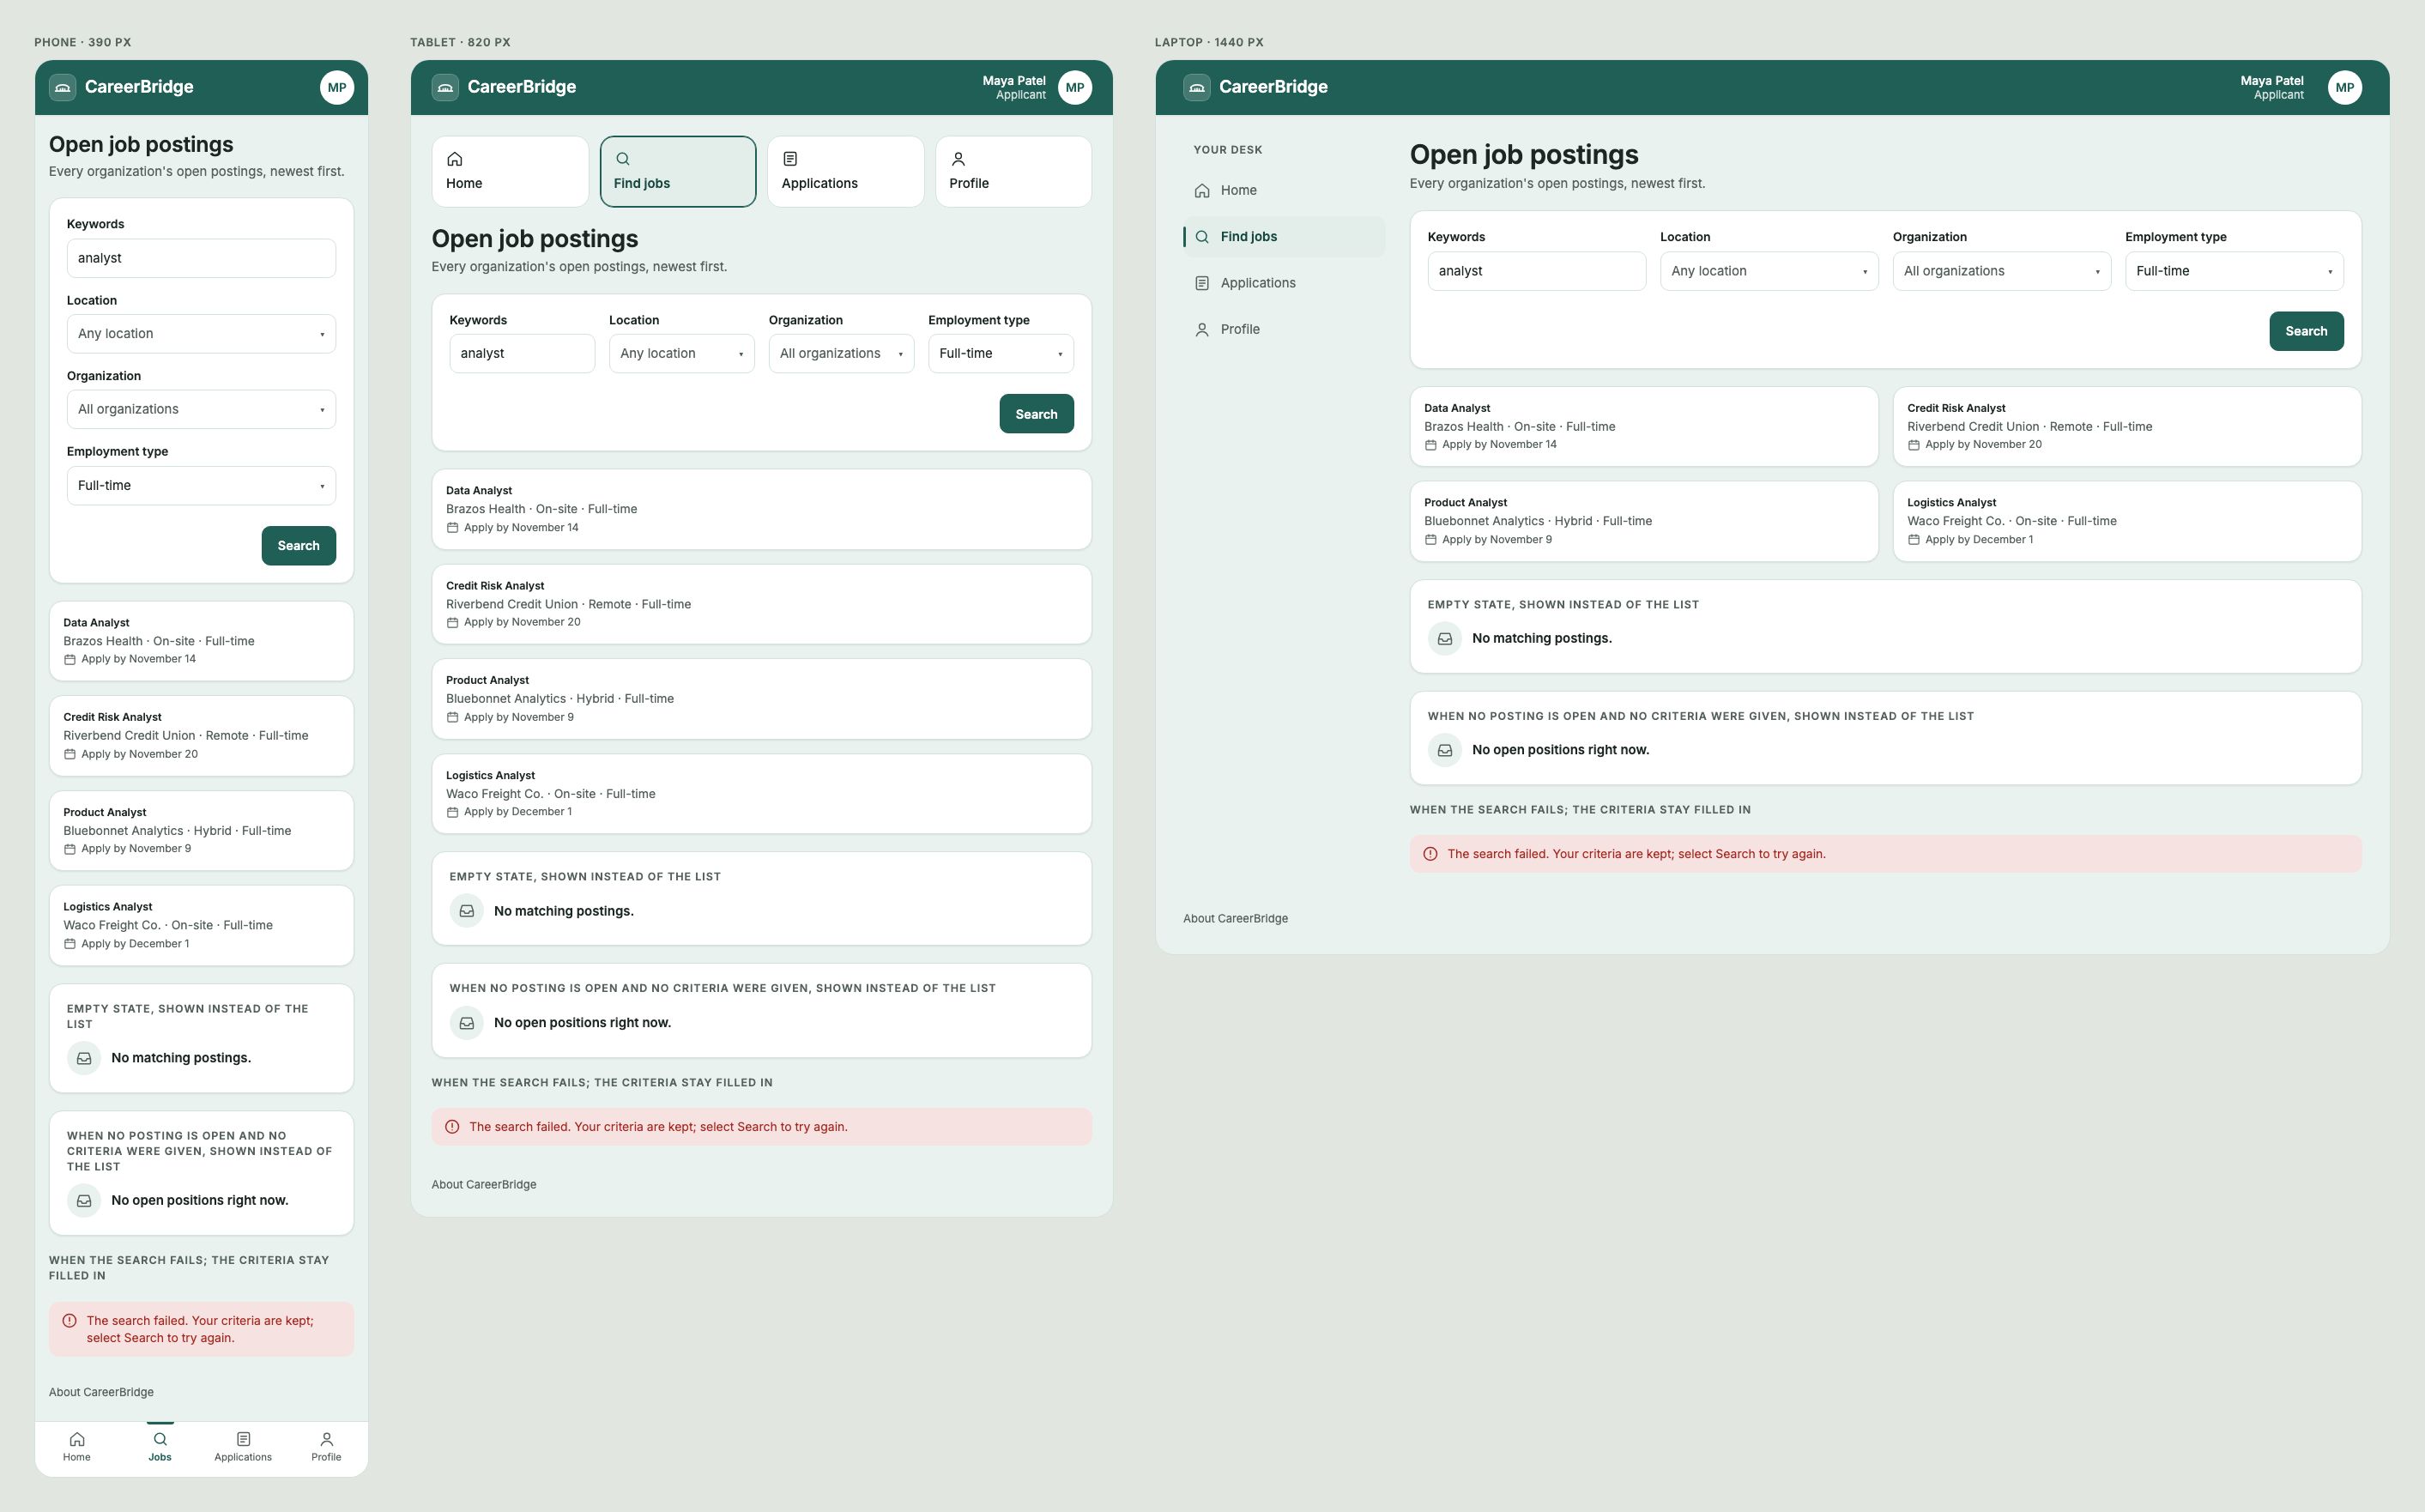 PHONE · 390 PX
CareerBridge
MP
Open job postings
Every organization's open postings, newest first.
Keywords
analyst
Location
Any location
Organization
All organizations
Employment type
Full-time
Search
Data Analyst
Brazos Health · On-site · Full-time
Apply by November 14
Credit Risk Analyst
Riverbend Credit Union · Remote · Full-time
Apply by November 20
Product Analyst
Bluebonnet Analytics · Hybrid · Full-time
Apply by November 9
Logistics Analyst
Waco Freight Co. · On-site · Full-time
Apply by December 1
EMPTY STATE, SHOWN INSTEAD OF THE
LIST
No matching postings.
WHEN NO POSTING IS OPEN AND NO
CRITERIA WERE GIVEN, SHOWN INSTEAD OF
THE LIST
No open positions right now.
WHEN THE SEARCH FAILS; THE CRITERIA STAY
FILLED IN
The search failed. Your criteria are kept;
select Search to try again.
About CareerBridge
Home
Jobs
Applications
Profile
TABLET · 820 PX
CareerBridge
Maya Patel
Applicant
MP
Home
Find jobs
Applications
Profile
Open job postings
Every organization's open postings, newest first.
Keywords
Location
Organization
Employment type
analyst
Any location
All organizations
Full-time
Search
Data Analyst
Brazos Health · On-site · Full-time
Apply by November 14
Credit Risk Analyst
Riverbend Credit Union · Remote · Full-time
Apply by November 20
Product Analyst
Bluebonnet Analytics · Hybrid · Full-time
Apply by November 9
Logistics Analyst
Waco Freight Co. · On-site · Full-time
Apply by December 1
EMPTY STATE, SHOWN INSTEAD OF THE LIST
No matching postings.
WHEN NO POSTING IS OPEN AND NO CRITERIA WERE GIVEN, SHOWN INSTEAD OF THE LIST
No open positions right now.
WHEN THE SEARCH FAILS; THE CRITERIA STAY FILLED IN
The search failed. Your criteria are kept; select Search to try again.
About CareerBridge
LAPTOP · 1440 PX
CareerBridge
Maya Patel
Applicant
MP
YOUR DESK
Home
Find jobs
Applications
Profile
Open job postings
Every organization's open postings, newest first.
Keywords
Location
Organization
Employment type
analyst
Any location
All organizations
Full-time
Search
Data Analyst
Brazos Health · On-site · Full-time
Apply by November 14
Credit Risk Analyst
Riverbend Credit Union · Remote · Full-time
Apply by November 20
Product Analyst
Bluebonnet Analytics · Hybrid · Full-time
Apply by November 9
Logistics Analyst
Waco Freight Co. · On-site · Full-time
Apply by December 1
EMPTY STATE, SHOWN INSTEAD OF THE LIST
No matching postings.
WHEN NO POSTING IS OPEN AND NO CRITERIA WERE GIVEN, SHOWN INSTEAD OF THE LIST
No open positions right now.
WHEN THE SEARCH FAILS; THE CRITERIA STAY FILLED IN
The search failed. Your criteria are kept; select Search to try again.
About CareerBridge